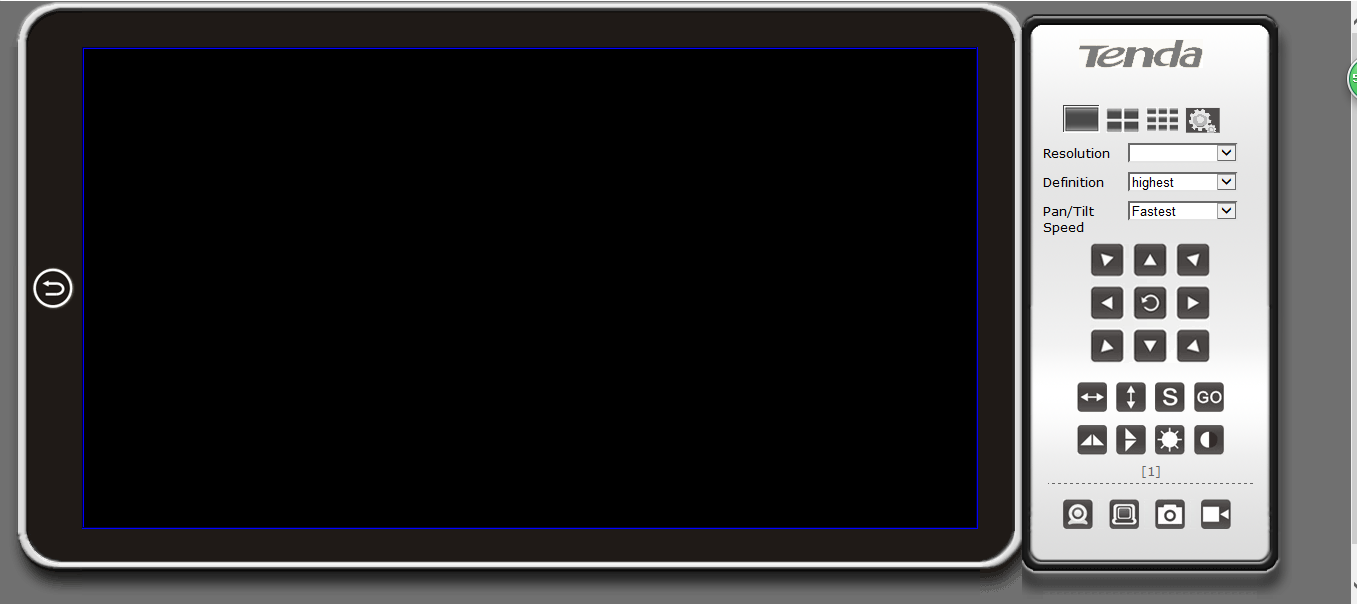 Tenda
Resolution
Definition highest
Pan/Tilt Speed Fastest
S GO
[1]